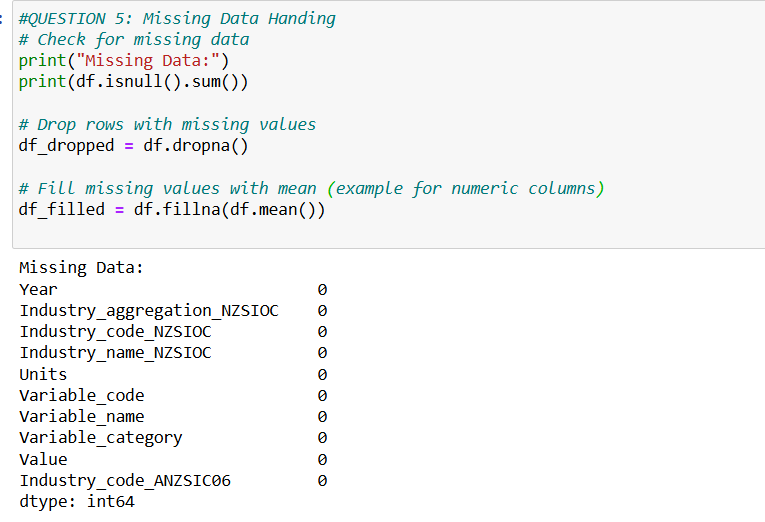 :
#QUESTION 5: Missing Data Handing
# Check for missing data
print("Missing Data:")
print(df.isnull().sum())
# Drop rows with missing values
df_dropped = df.dropna()
# Fill missing values with mean (example for numeric columns)
df_filled = df.fillna(df.mean())
Missing Data:
Year 0
Industry_aggregation_NZSIOC 0
Industry_code_NZSIOC 0
Industry_name_NZSIOC 0
Units 0
Variable_code 0
Variable_name 0
Variable_category 0
Value 0
Industry_code_ANZSIC06 0
dtype: int64